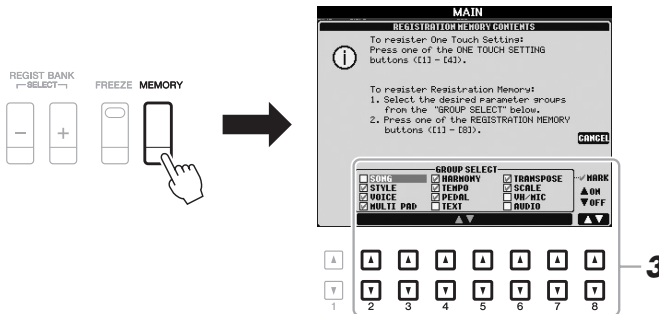 REGIST BANK
SELECT
FREEZE MEMORY
- +
MAIN
REGISTRATION MEMORY CONTENTS
To register One Touch Setting:
Press one of the ONE TOUCH SETTING
buttons ([1] - [4]).
To register Registration Memory:
1. Select the desired parameter groups
from the "GROUP SELECT" below.
2. Press one of the REGISTRATION MEMORY
buttons ([1] - [8]).
CANCEL
GROUP SELECT
SONG HARMONY TRANSPOSE
STYLE TEMPO SCALE
VOICE PEDAL VH/MIC
MULTI PAD TEXT AUDIO
MARK
▲ON
▼OFF
3
1 2 3 4 5 6 7 8